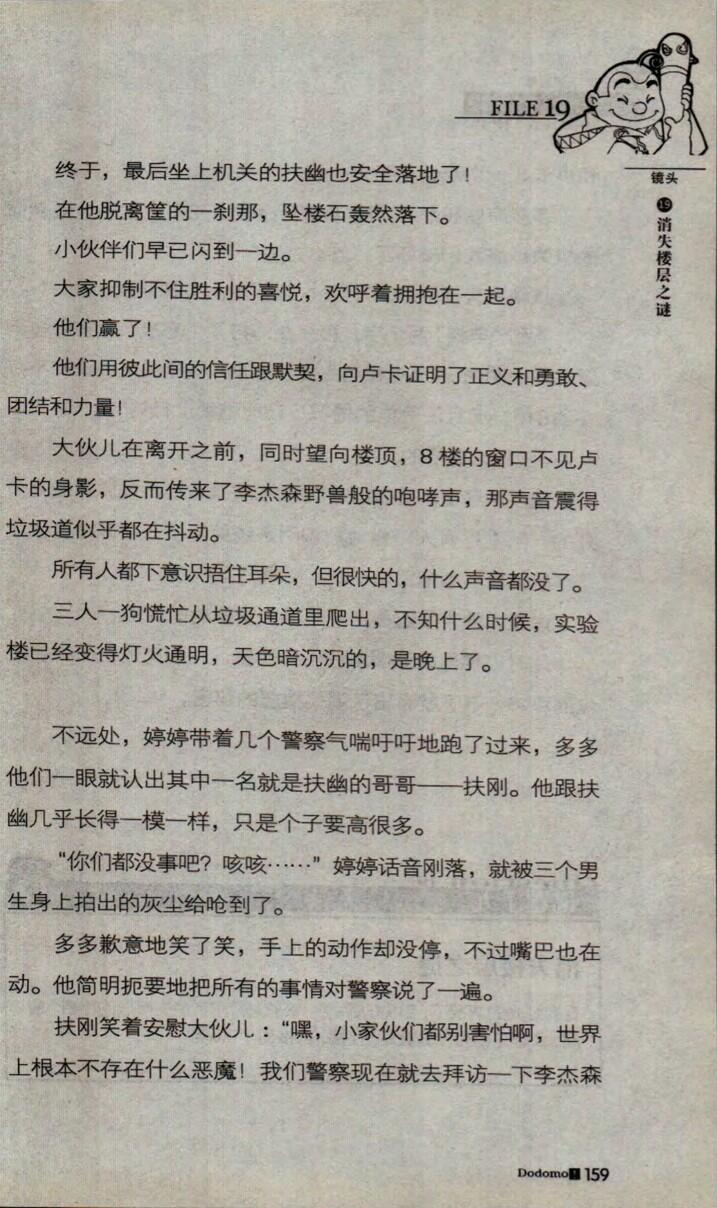 FILE 19
镜头
⑲消失楼层之谜
终于，最后坐上机关的扶幽也安全落地了！
在他脱离筐的一刹那，坠楼石轰然落下。
小伙伴们早已闪到一边。
大家抑制不住胜利的喜悦，欢呼着拥抱在一起。
他们赢了！
他们用彼此间的信任跟默契，向卢卡证明了正义和勇敢、
团结和力量！
大伙儿在离开之前，同时望向楼顶，8 楼的窗口不见卢
卡的身影，反而传来了李杰森野兽般的咆哮声，那声音震得
垃圾道似乎都在抖动。
所有人都下意识捂住耳朵，但很快的，什么声音都没了。
三人一狗慌忙从垃圾通道里爬出，不知什么时候，实验
楼已经变得灯火通明，天色暗沉沉的，是晚上了。
不远处，婷婷带着几个警察气喘吁吁地跑了过来，多多
他们一眼就认出其中一名就是扶幽的哥哥——扶刚。他跟扶
幽几乎长得一模一样，只是个子要高很多。
“你们都没事吧？咳咳……”婷婷话音刚落，就被三个男
生身上拍出的灰尘给呛到了。
多多歉意地笑了笑，手上的动作却没停，不过嘴巴也在
动。他简明扼要地把所有的事情对警察说了一遍。
扶刚笑着安慰大伙儿：“嘿，小家伙们都别害怕啊，世界
上根本不存在什么恶魔！我们警察现在就去拜访一下李杰森
Dodomo! 159